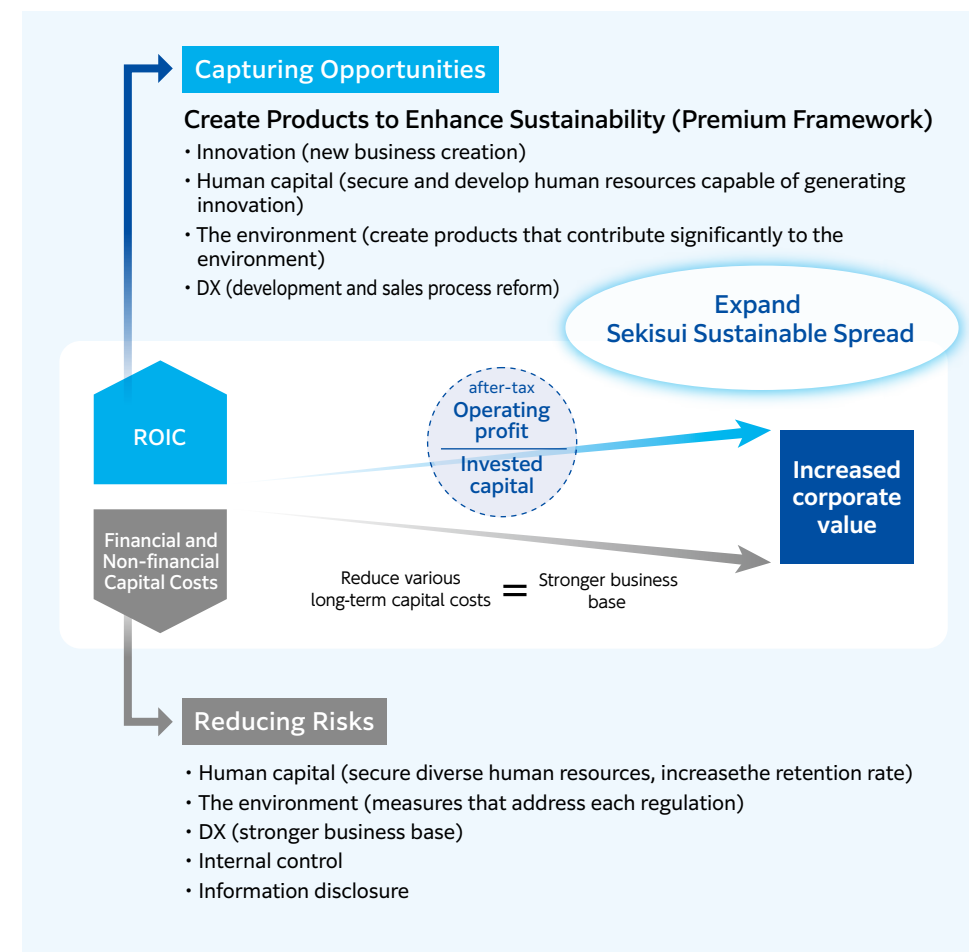 Capturing Opportunities
Create Products to Enhance Sustainability (Premium Framework)
・Innovation (new business creation)
・Human capital (secure and develop human resources capable of generating
innovation)
・The environment (create products that contribute significantly to the
environment)
・DX (development and sales process reform)
Expand
Sekisui Sustainable Spread
ROIC
after-tax
Operating
profit
Invested
capital
Increased
corporate
value
Financial and
Non-financial
Capital Costs
Reduce various
long-term capital costs
=
Stronger business
base
Reducing Risks
・Human capital (secure diverse human resources, increasethe retention rate)
・The environment (measures that address each regulation)
・DX (stronger business base)
・Internal control
・Information disclosure